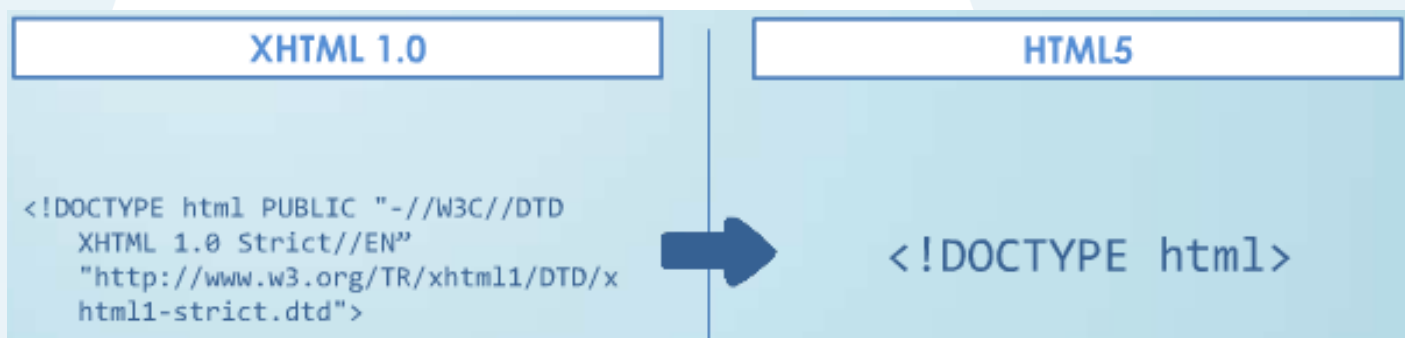 XHTML 1.0
<!DOCTYPE html PUBLIC "-//W3C//DTD
XHTML 1.0 Strict//EN”
"http://www.w3.org/TR/xhtml1/DTD/x
html1-strict.dtd">
HTML5
<!DOCTYPE html>